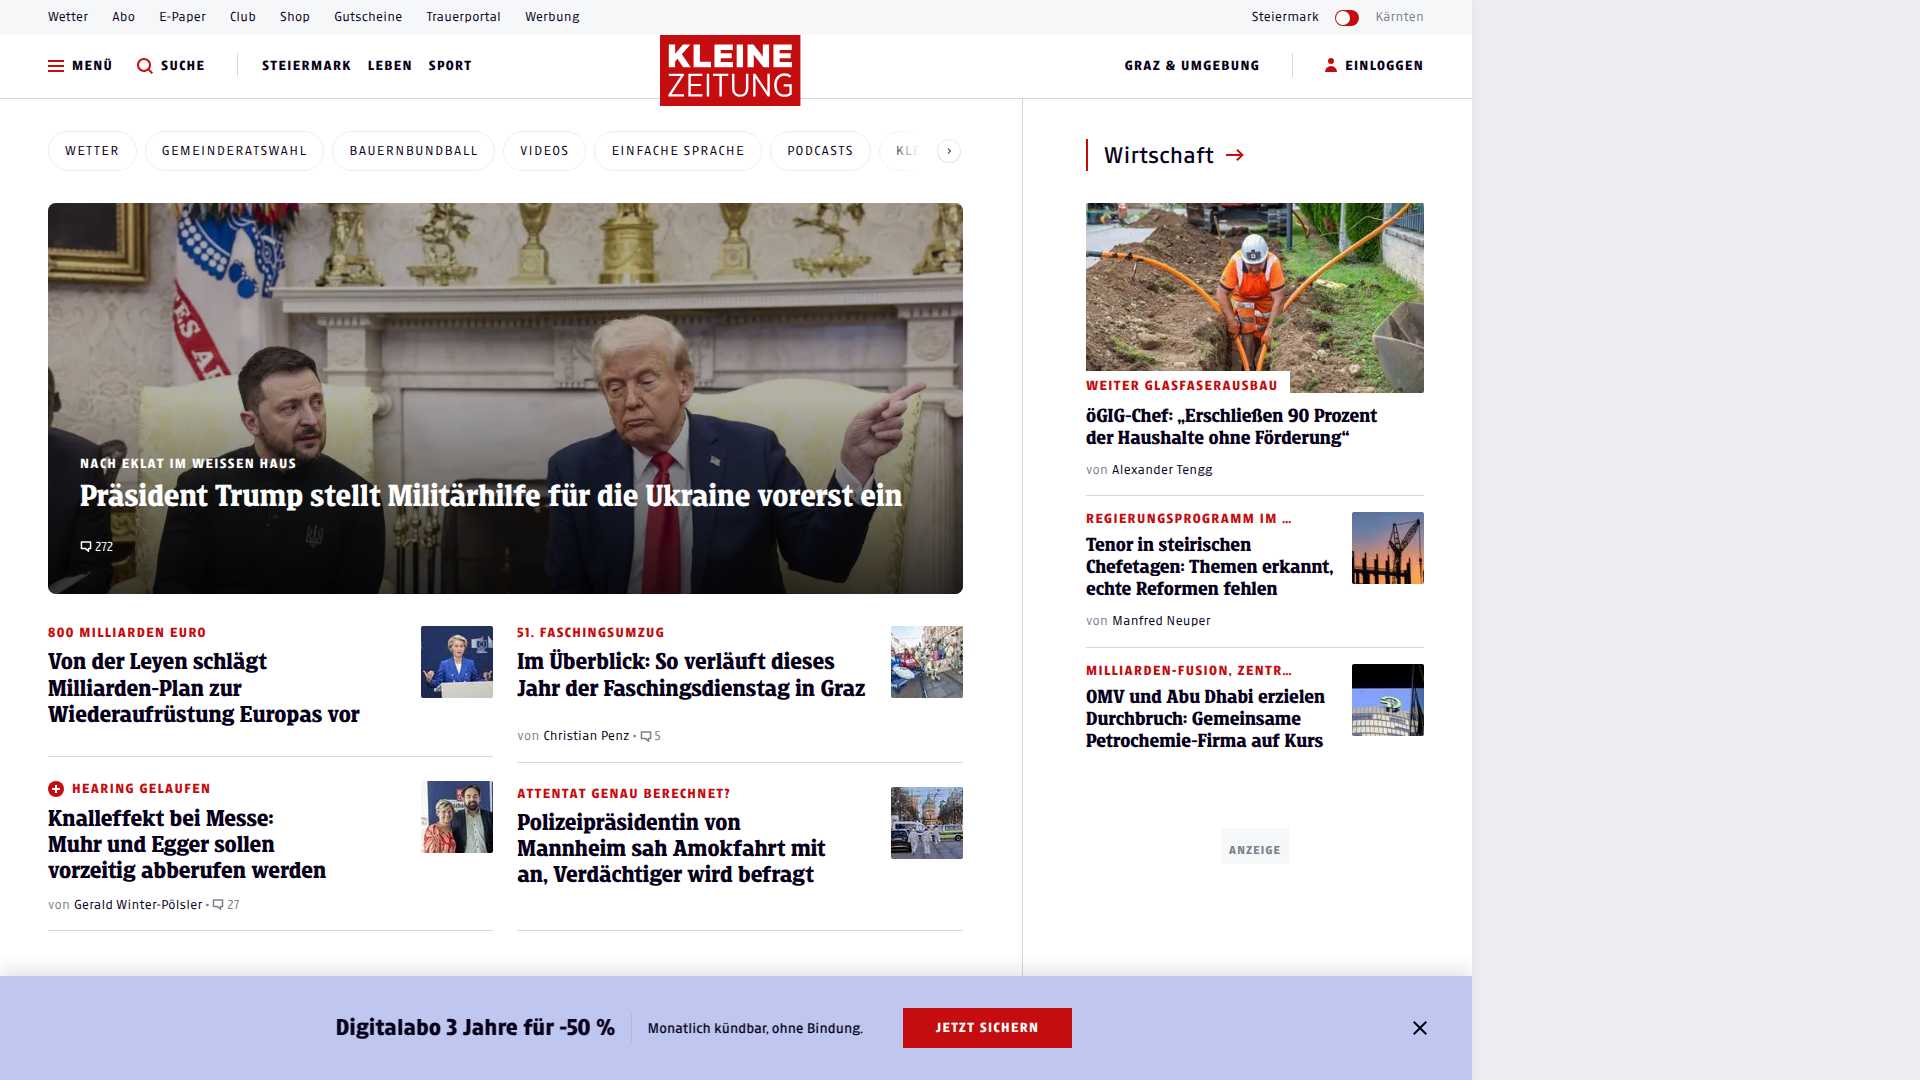 Wetter Abo E-Paper Club Shop Gutscheine Trauerportal Werbung Steiermark Kärnten
MENÜ SUCHE STEIERMARK LEBEN SPORT KLEINE ZEITUNG GRAZ & UMGEBUNG EINLOGGEN
WETTER GEMEINDERATSWAHL BAUERNBUNDBALL VIDEOS EINFACHE SPRACHE PODCASTS
NACH EKLAT IM WEISSEN HAUS
Präsident Trump stellt Militärhilfe für die Ukraine vorerst ein
272
800 MILLIARDEN EURO
Von der Leyen schlägt
Milliarden-Plan zur
Wiederaufrüstung Europas vor
51. FASCHINGSUMZUG
Im Überblick: So verläuft dieses
Jahr der Faschingsdienstag in Graz
von Christian Penz • 5
HEARING GELAUFEN
Knalleffekt bei Messe:
Muhr und Egger sollen
vorzeitig abberufen werden
von Gerald Winter-Pölsler • 27
ATTENTAT GENAU BERECHNET?
Polizeipräsidentin von
Mannheim sah Amokfahrt mit
an, Verdächtiger wird befragt
Wirtschaft
WEITER GLASFASERAUSBAU
öGIG-Chef: „Erschließen 90 Prozent
der Haushalte ohne Förderung“
von Alexander Tengg
REGIERUNGSPROGRAMM IM ...
Tenor in steirischen
Chefetagen: Themen erkannt,
echte Reformen fehlen
von Manfred Neuper
MILLIARDEN-FUSION, ZENTR...
OMV und Abu Dhabi erzielen
Durchbruch: Gemeinsame
Petrochemie-Firma auf Kurs
ANZEIGE
Digitalabo 3 Jahre für -50 % Monatlich kündbar, ohne Bindung. JETZT SICHERN